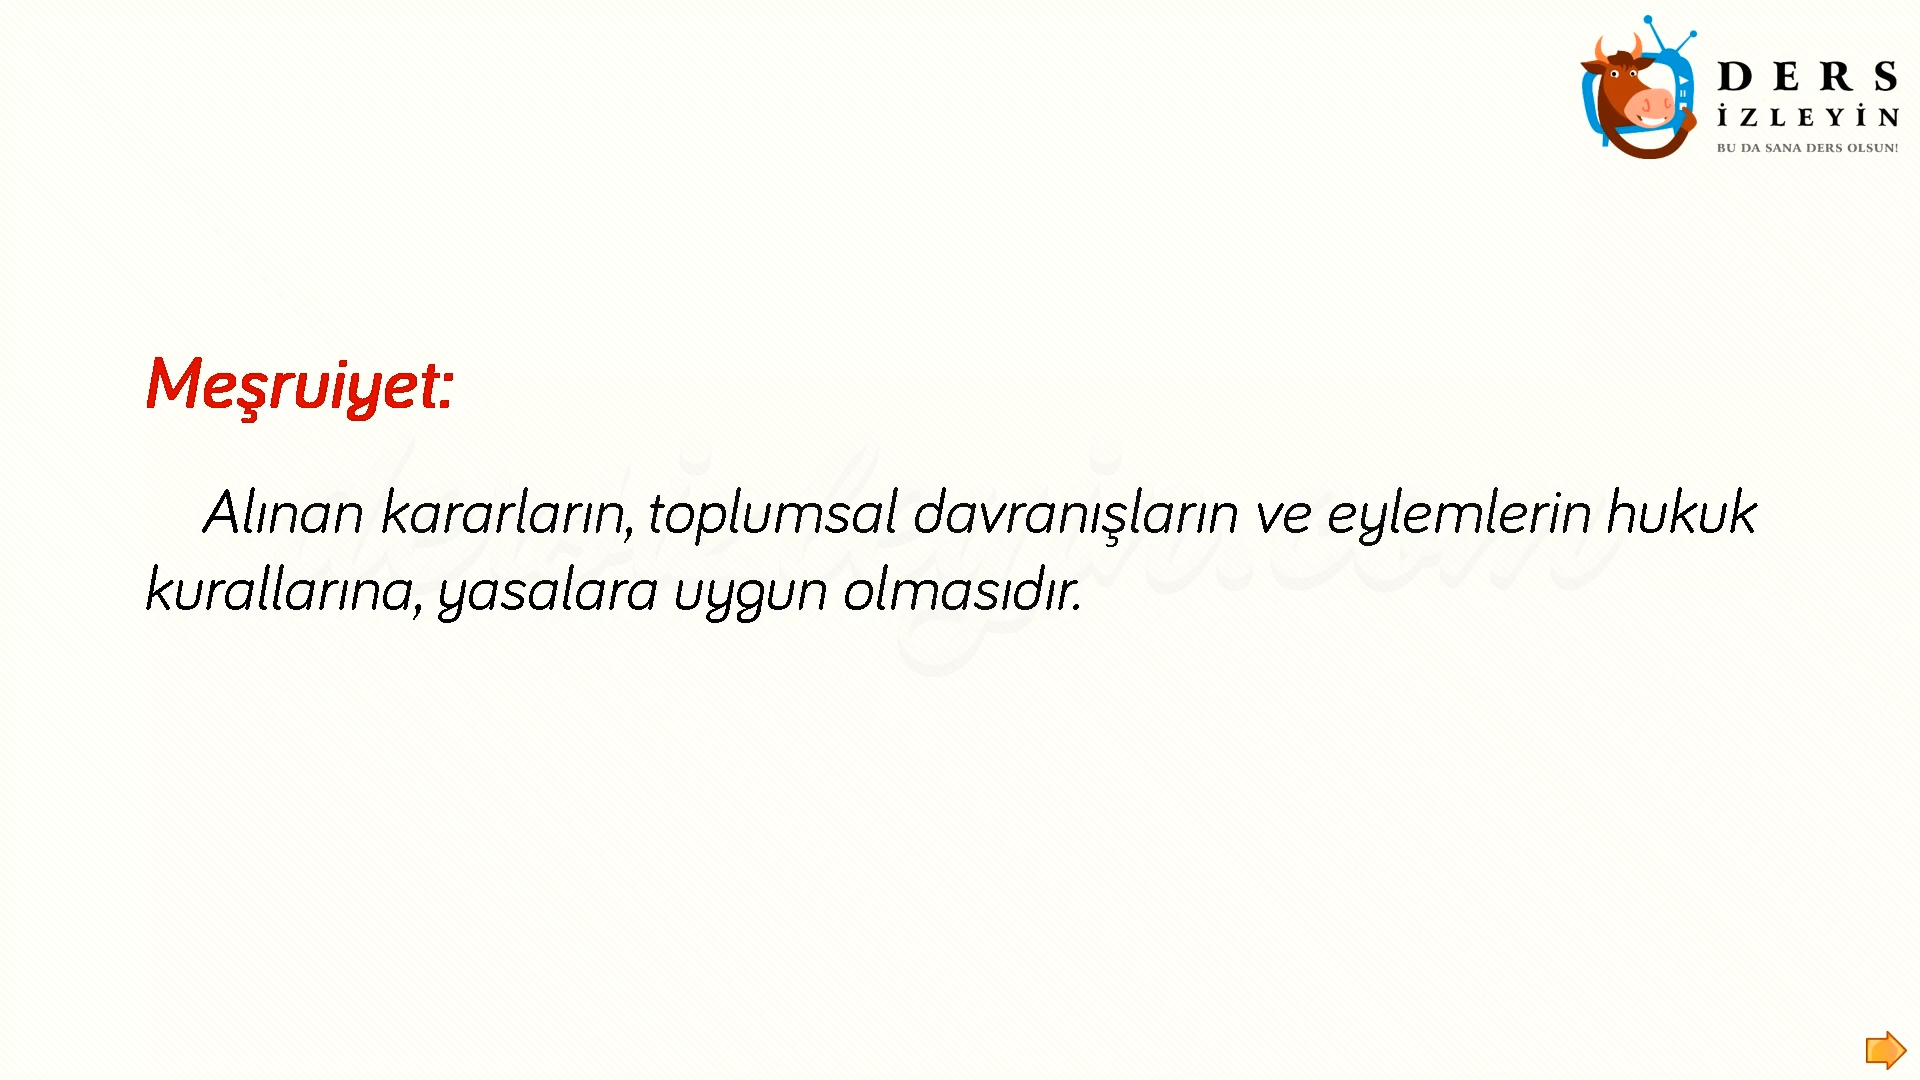 DERS
İZLEYİN
BU DA SANA DERS OLSUN!
Meşruiyet:
Alınan kararların, toplumsal davranışların ve eylemlerin hukuk
kurallarına, yasalara uygun olmasıdır.